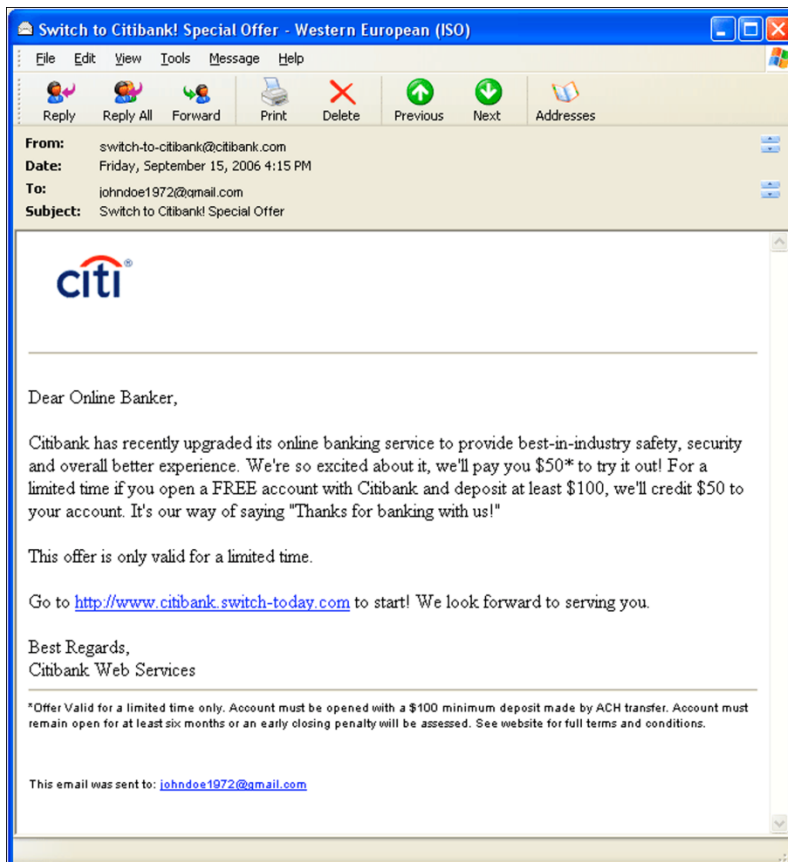 Switch to Citibank! Special Offer - Western European (ISO)
File Edit View Tools Message Help
Reply Reply All Forward Print Delete Previous Next Addresses
From: switch-to-citibank@citibank.com
Date: Friday, September 15, 2006 4:15 PM
To: johndoe1972@gmail.com
Subject: Switch to Citibank! Special Offer
citi®
Dear Online Banker,
Citibank has recently upgraded its online banking service to provide best-in-industry safety, security
and overall better experience. We're so excited about it, we'll pay you $50* to try it out! For a
limited time if you open a FREE account with Citibank and deposit at least $100, we'll credit $50 to
your account. It's our way of saying "Thanks for banking with us!"
This offer is only valid for a limited time.
Go to http://www.citibank.switch-today.com to start! We look forward to serving you.
Best Regards,
Citibank Web Services
*Offer Valid for a limited time only. Account must be opened with a $100 minimum deposit made by ACH transfer. Account must
remain open for at least six months or an early closing penalty will be assessed. See website for full terms and conditions.
This email was sent to: johndoe1972@gmail.com